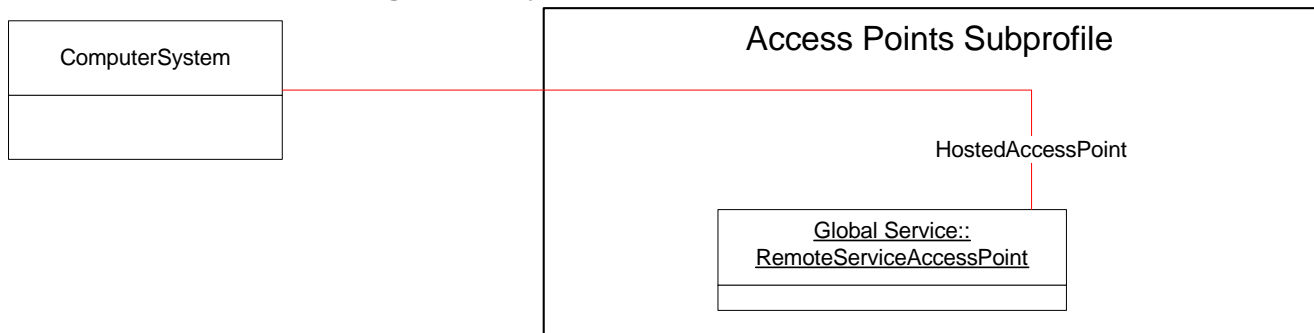 ComputerSystem
Access Points Subprofile
HostedAccessPoint
Global Service::
RemoteServiceAccessPoint